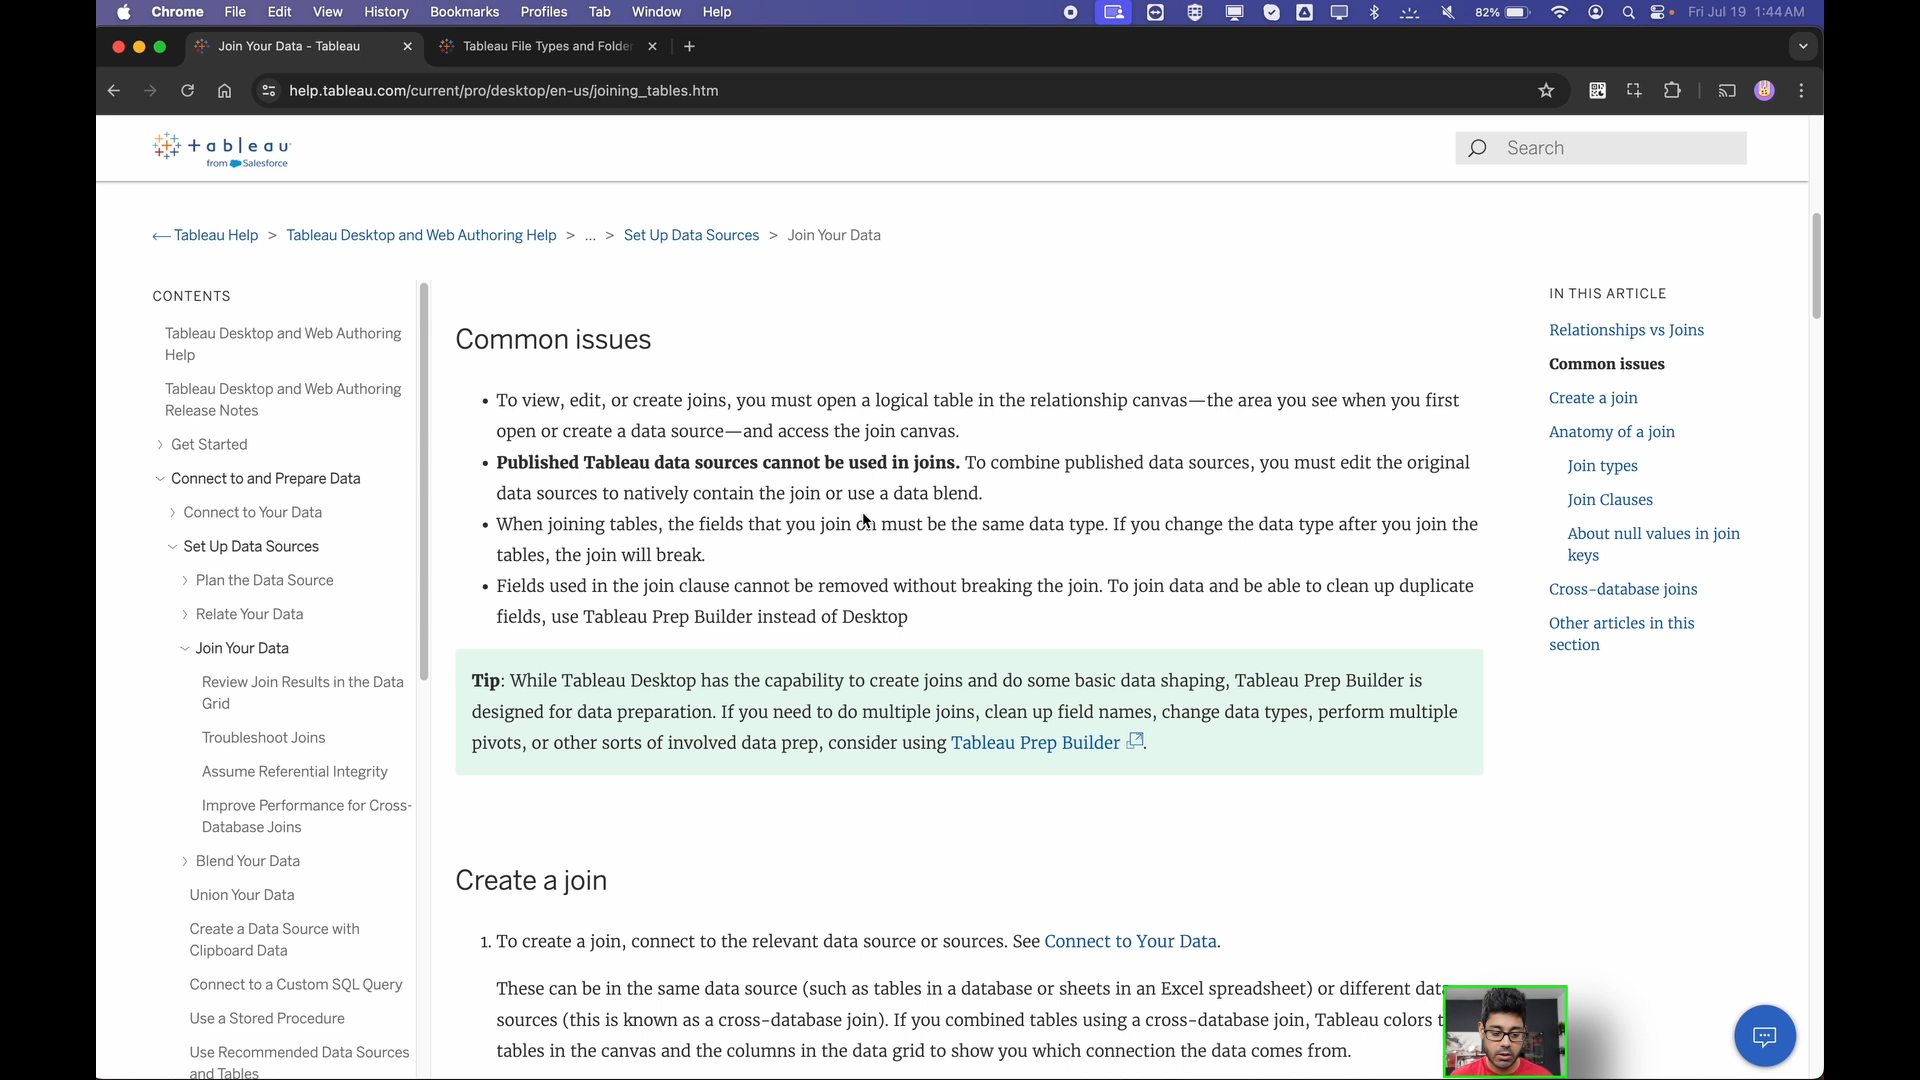 Chrome File Edit View History Bookmarks Profiles Tab Window Help 82% Fri Jul 19 1:44 AM
Join Your Data - Tableau
Tableau File Types and Folder
help.tableau.com/current/pro/desktop/en-us/joining_tables.htm
+ a b | e a u
from Salesforce
Search
Tableau Help > Tableau Desktop and Web Authoring Help > ... > Set Up Data Sources > Join Your Data
CONTENTS
Tableau Desktop and Web Authoring
Help
Tableau Desktop and Web Authoring
Release Notes
Get Started
Connect to and Prepare Data
Connect to Your Data
Set Up Data Sources
Plan the Data Source
Relate Your Data
Join Your Data
Review Join Results in the Data
Grid
Troubleshoot Joins
Assume Referential Integrity
Improve Performance for Cross-
Database Joins
Blend Your Data
Union Your Data
Create a Data Source with
Clipboard Data
Connect to a Custom SQL Query
Use a Stored Procedure
Use Recommended Data Sources
and Tables
Common issues
• To view, edit, or create joins, you must open a logical table in the relationship canvas—the area you see when you first
open or create a data source—and access the join canvas.
• Published Tableau data sources cannot be used in joins. To combine published data sources, you must edit the original
data sources to natively contain the join or use a data blend.
• When joining tables, the fields that you join on must be the same data type. If you change the data type after you join the
tables, the join will break.
• Fields used in the join clause cannot be removed without breaking the join. To join data and be able to clean up duplicate
fields, use Tableau Prep Builder instead of Desktop
Tip: While Tableau Desktop has the capability to create joins and do some basic data shaping, Tableau Prep Builder is
designed for data preparation. If you need to do multiple joins, clean up field names, change data types, perform multiple
pivots, or other sorts of involved data prep, consider using Tableau Prep Builder.
Create a join
1. To create a join, connect to the relevant data source or sources. See Connect to Your Data.
These can be in the same data source (such as tables in a database or sheets in an Excel spreadsheet) or different data
sources (this is known as a cross-database join). If you combined tables using a cross-database join, Tableau colors
tables in the canvas and the columns in the data grid to show you which connection the data comes from.
IN THIS ARTICLE
Relationships vs Joins
Common issues
Create a join
Anatomy of a join
Join types
Join Clauses
About null values in join
keys
Cross-database joins
Other articles in this
section